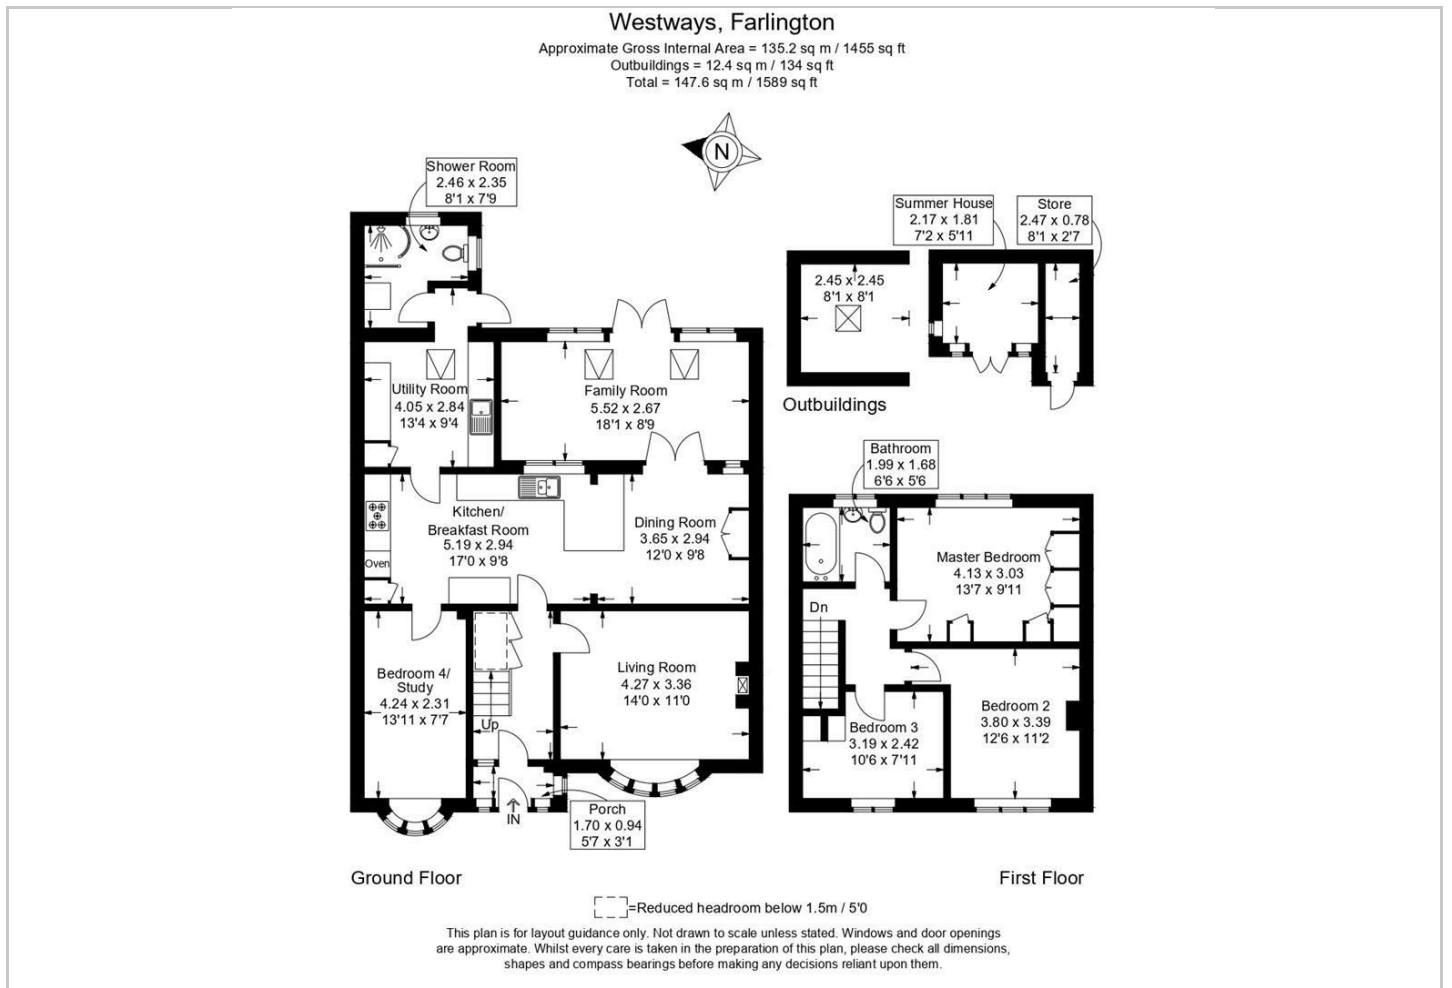 Westways, Farlington
Approximate Gross Internal Area = 135.2 sq m / 1455 sq ft
Outbuildings = 12.4 sq m / 134 sq ft
Total = 147.6 sq m / 1589 sq ft
N
Shower Room
2.46 x 2.35
8'1 x 7'9
Summer House
2.17 x 1.81
7'2 x 5'11
Store
2.47 x 0.78
8'1 x 2'7
2.45 x 2.45
8'1 x 8'1
Outbuildings
Utility Room
4.05 x 2.84
13'4 x 9'4
Family Room
5.52 x 2.67
18'1 x 8'9
Kitchen/
Breakfast Room
5.19 x 2.94
17'0 x 9'8
Oven
Dining Room
3.65 x 2.94
12'0 x 9'8
Bedroom 4/
Study
4.24 x 2.31
13'11 x 7'7
Up
Living Room
4.27 x 3.36
14'0 x 11'0
IN
Porch
1.70 x 0.94
5'7 x 3'1
Ground Floor
Bathroom
1.99 x 1.68
6'6 x 5'6
Master Bedroom
4.13 x 3.03
13'7 x 9'11
Dn
Bedroom 2
3.80 x 3.39
12'6 x 11'2
Bedroom 3
3.19 x 2.42
10'6 x 7'11
First Floor
=Reduced headroom below 1.5m / 5'0
This plan is for layout guidance only. Not drawn to scale unless stated. Windows and door openings
are approximate. Whilst every care is taken in the preparation of this plan, please check all dimensions,
shapes and compass bearings before making any decisions reliant upon them.